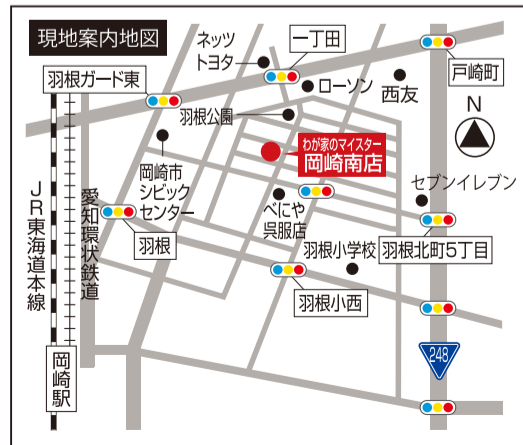 現地案内地図
ネッツ
トヨタ
一丁田
戸崎町
羽根ガード東
ローソン
西友
N
羽根公園
わが家のマイスター
岡崎南店
岡崎市
シビック
センター
べにや
呉服店
セブンイレブン
JR東海道本線
愛知環状鉄道
羽根
羽根小学校
羽根北町5丁目
羽根小西
248
岡崎駅